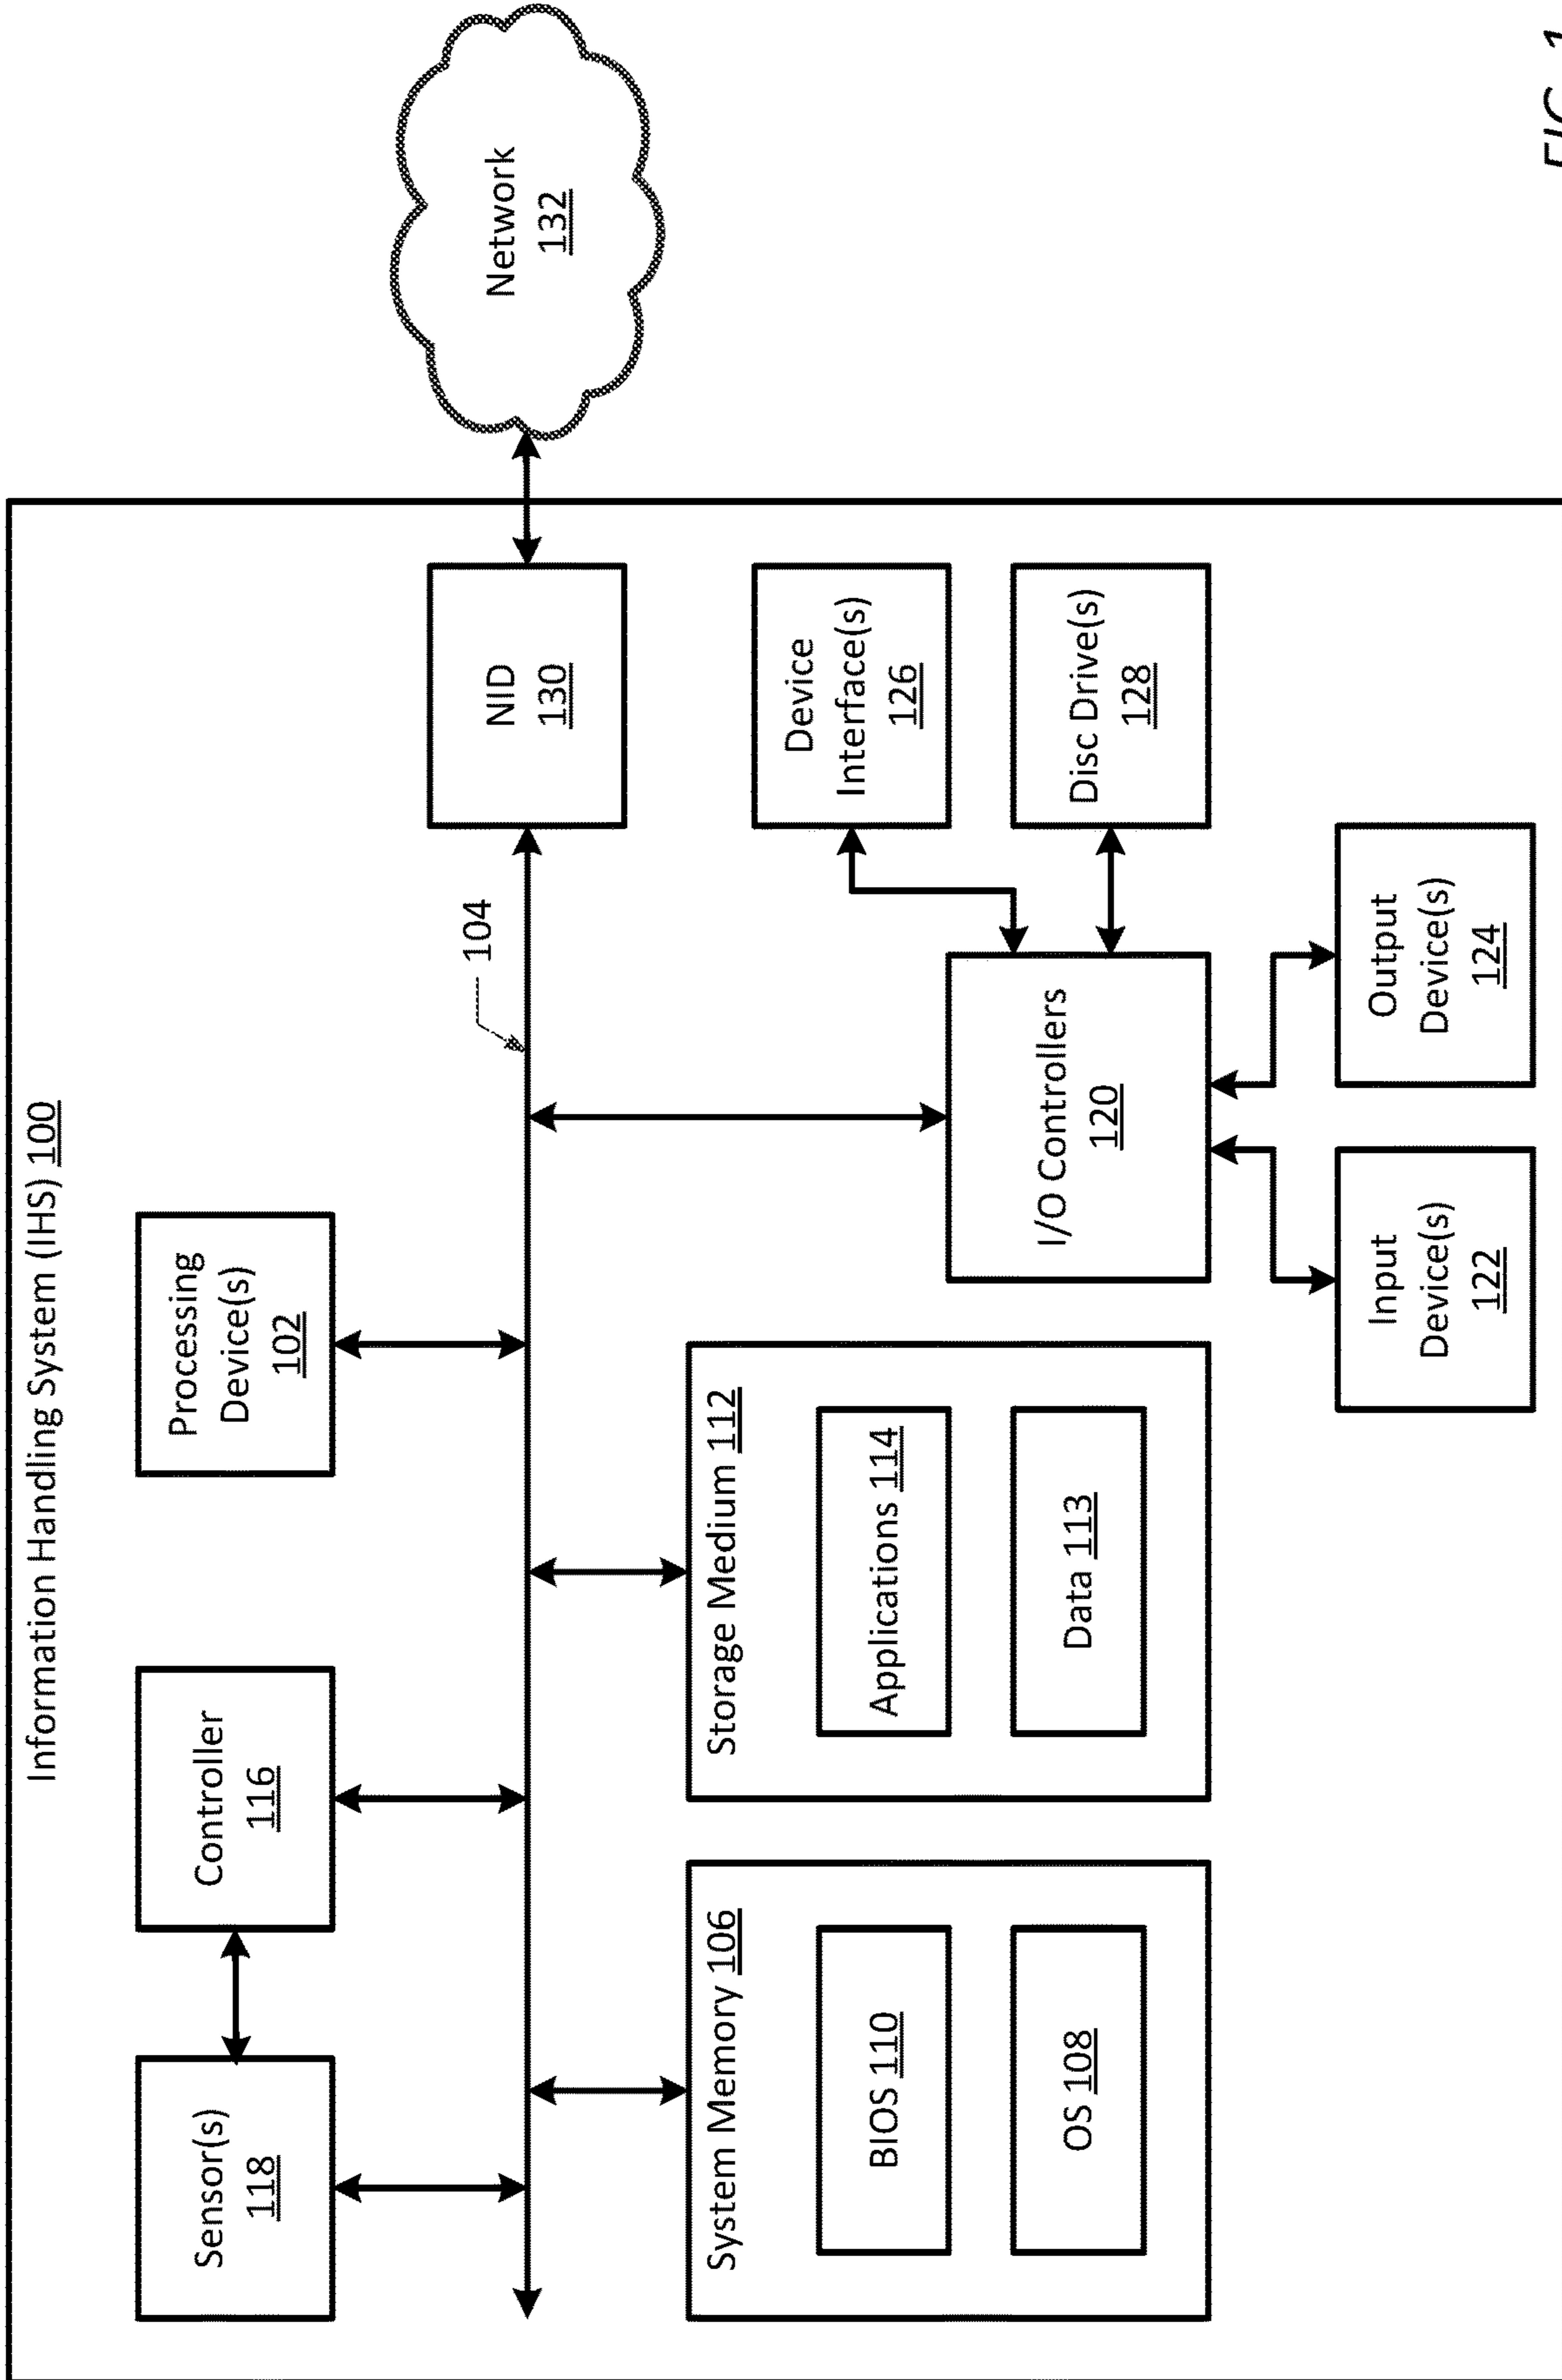 Information Handling System (IHS) 100
Sensor(s)
118
Controller
116
Processing
Device(s)
102
104
NID
130
Network
132
System Memory 106
BIOS 110
OS 108
Storage Medium 112
Applications 114
Data 113
I/O Controllers
120
Device
Interface(s)
126
Disc Drive(s)
128
Input
Device(s)
122
Output
Device(s)
124
FIG. 1